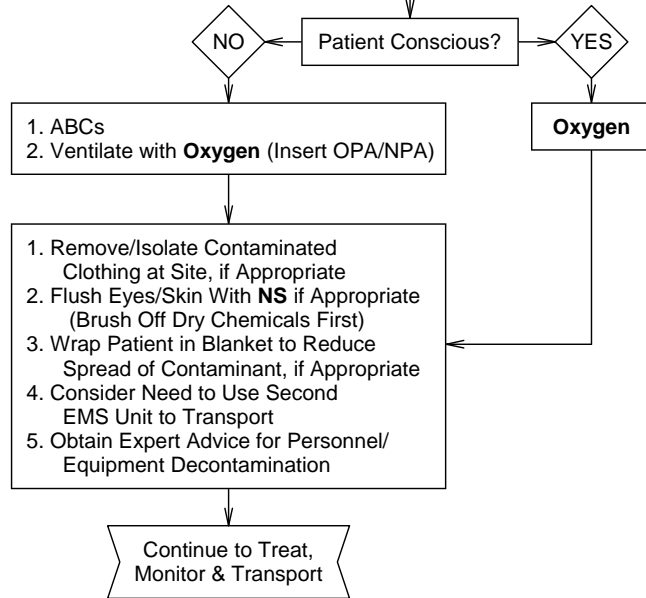 NO
Patient Conscious?
YES
1. ABCs
2. Ventilate with Oxygen (Insert OPA/NPA)
Oxygen
1. Remove/Isolate Contaminated
Clothing at Site, if Appropriate
2. Flush Eyes/Skin With NS if Appropriate
(Brush Off Dry Chemicals First)
3. Wrap Patient in Blanket to Reduce
Spread of Contaminant, if Appropriate
4. Consider Need to Use Second
EMS Unit to Transport
5. Obtain Expert Advice for Personnel/
Equipment Decontamination
Continue to Treat,
Monitor & Transport